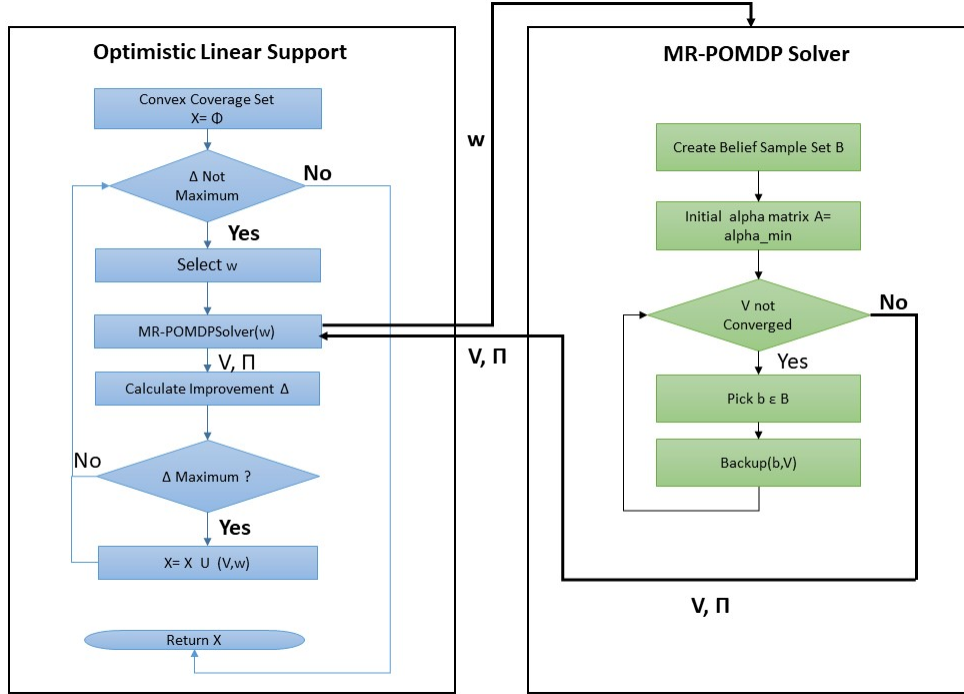 Optimistic Linear Support
Convex Coverage Set
X= Φ
Δ Not
Maximum
No
Yes
Select w
MR-POMDPSolver(w)
V, Π
Calculate Improvement Δ
Δ Maximum ?
No
Yes
X= X U (V,w)
Return X
w
V, Π
MR-POMDP Solver
Create Belief Sample Set B
Initial alpha matrix A=
alpha_min
V not
Converged
No
Yes
Pick b ε B
Backup(b,V)
V, Π